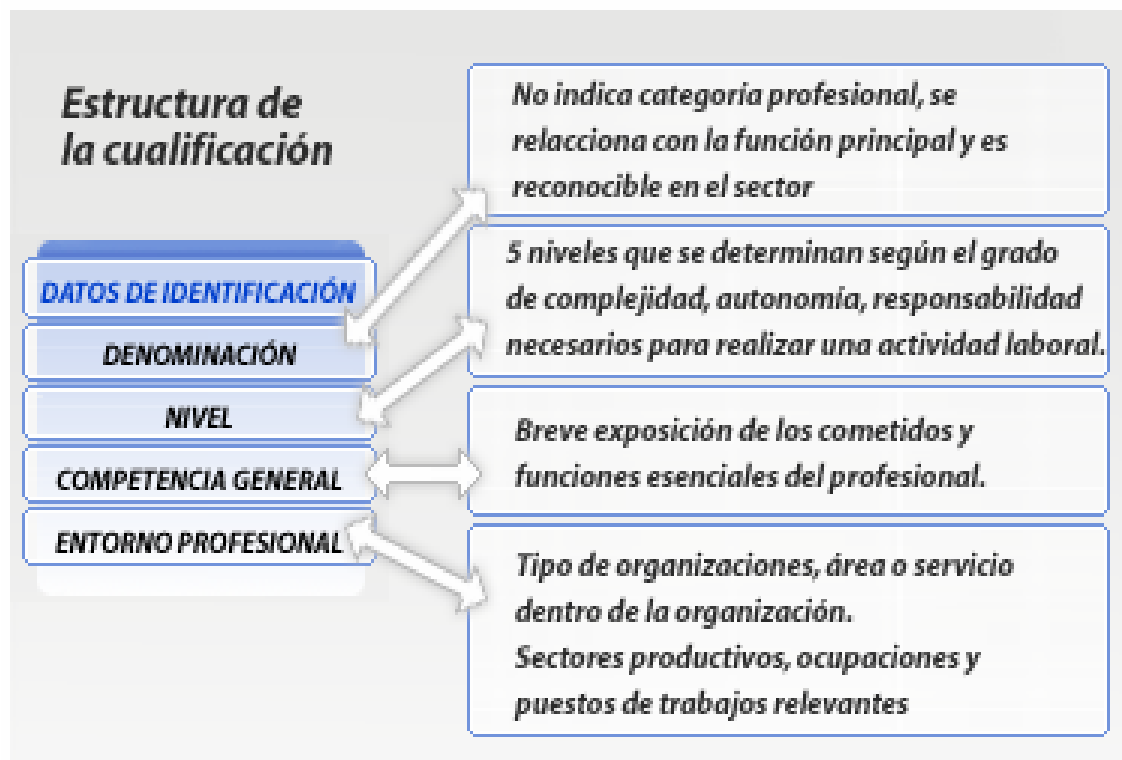 Estructura de
la cualificación
DATOS DE IDENTIFICACIÓN
DENOMINACIÓN
NIVEL
COMPETENCIA GENERAL
ENTORNO PROFESIONAL
No indica categoría profesional, se
relacciona con la función principal y es
reconocible en el sector
5 niveles que se determinan según el grado
de complejidad, autonomía, responsabilidad
necesarios para realizar una actividad laboral.
Breve exposición de los cometidos y
funciones esenciales del profesional.
Tipo de organizaciones, área o servicio
dentro de la organización.
Sectores productivos, ocupaciones y
puestos de trabajos relevantes